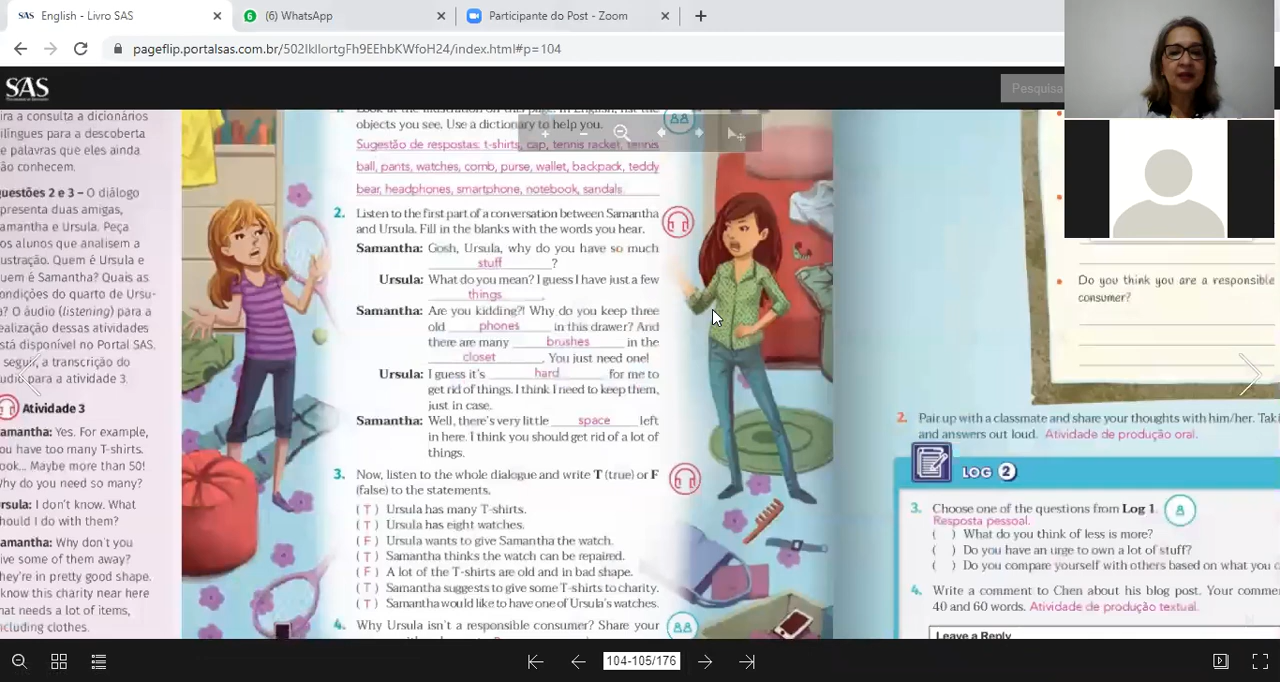 English - Livro SAS
(6) WhatsApp
Participante do Post - Zoom
pageflip.portalsas.com.br/502IkllortgFh9EEhbKWfoH24/index.html#p=104
SAS
Pesquisa
ira a consulta a dicionários
ilíngues para a descoberta
e palavras que eles ainda
ão conhecem.
uestões 2 e 3 – O diálogo
presenta duas amigas,
amantha e Ursula. Peça
os alunos que analisem a
ustração. Quem é Ursula e
uem é Samantha? Quais as
ondições do quarto de Ursu-
a? O áudio (listening) para a
ealização dessas atividades
stá disponível no Portal SAS.
seguir, a transcrição do
udio para a atividade 3.
Atividade 3
amantha: Yes. For example,
ou have too many T-shirts.
ook... Maybe more than 50!
Why do you need so many?
rsula: I don't know. What
hould I do with them?
amantha: Why don't you
ive some of them away?
hey're in pretty good shape.
know this charity near here
hat needs a lot of items,
ncluding clothes.
1. Look at the illustration on this page. In English, list the
objects you see. Use a dictionary to help you.
Sugestão de respostas: t-shirts, cap, tennis racket, tennis
ball, pants, watches, comb, purse, wallet, backpack, teddy
bear, headphones, smartphone, notebook, sandals.
2. Listen to the first part of a conversation between Samantha
and Ursula. Fill in the blanks with the words you hear.
Samantha: Gosh, Ursula, why do you have so much
stuff ?
Ursula: What do you mean? I guess I have just a few
things .
Samantha: Are you kidding?! Why do you keep three
old phones in this drawer? And
there are many brushes in the
closet . You just need one!
Ursula: I guess it's hard for me to
get rid of things. I think I need to keep them,
just in case.
Samantha: Well, there's very little space left
in here. I think you should get rid of a lot of
things.
3. Now, listen to the whole dialogue and write T (true) or F
(false) to the statements.
( T ) Ursula has many T-shirts.
( T ) Ursula has eight watches.
( F ) Ursula wants to give Samantha the watch.
( T ) Samantha thinks the watch can be repaired.
( F ) A lot of the T-shirts are old and in bad shape.
( T ) Samantha suggests to give some T-shirts to charity.
( T ) Samantha would like to have one of Ursula's watches.
4. Why Ursula isn't a responsible consumer? Share your
Do you think you are a responsible
consumer?
2. Pair up with a classmate and share your thoughts with him/her. Tak
and answers out loud. Atividade de produção oral.
LOG 2
3. Choose one of the questions from Log 1.
Resposta pessoal.
( ) What do you think of less is more?
( ) Do you have an urge to own a lot of stuff?
( ) Do you compare yourself with others based on what you
4. Write a comment to Chen about his blog post. Your comme
40 and 60 words. Atividade de produção textual.
Leave a Reply
104-105/176